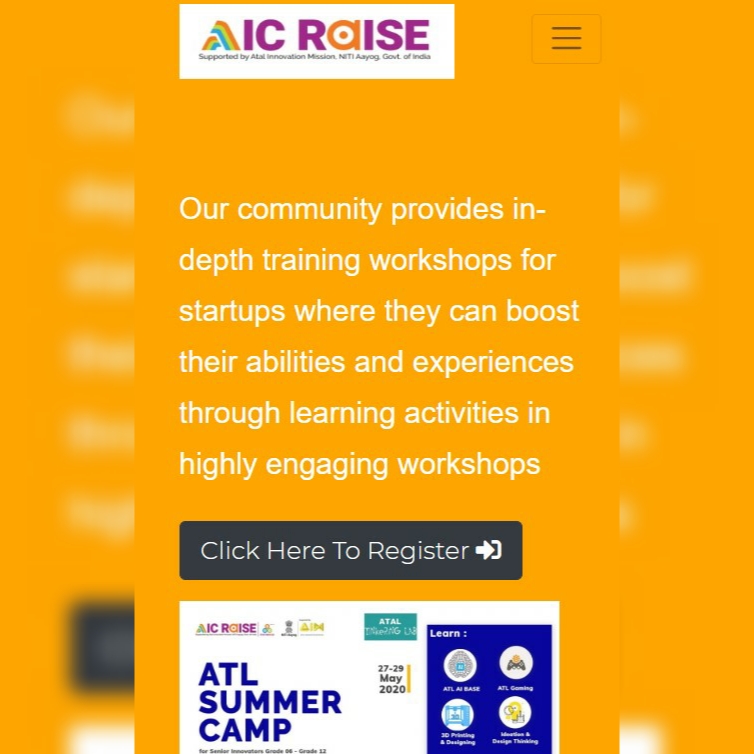 AIC RAISE
Supported by Atal Innovation Mission, NITI Aayog, Govt. of India
Our community provides in-
depth training workshops for
startups where they can boost
their abilities and experiences
through learning activities in
highly engaging workshops
Click Here To Register
AIC RAISE
AIM
ATAL
TINKERING LAB
ATL
SUMMER
CAMP
for Senior Innovators Grade 08 - Grade 12
27-29
May
2020
Learn :
ATL AI BASE
ATL Gaming
3D Printing
& Designing
Ideation &
Design Thinking